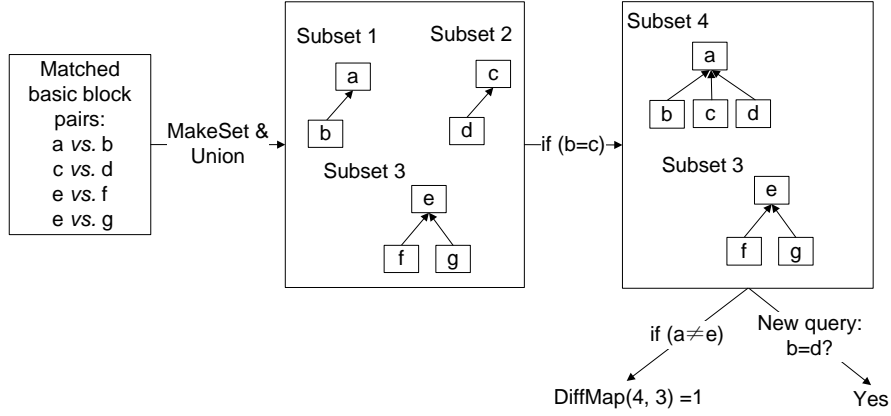 Matched
basic block
pairs:
a vs. b
c vs. d
e vs. f
e vs. g
MakeSet &
Union
Subset 1
a
b
Subset 2
c
d
Subset 3
e
f g
if (b=c)
Subset 4
a
b c d
Subset 3
e
f g
if (a≠e)
DiffMap(4, 3) =1
New query:
b=d?
Yes